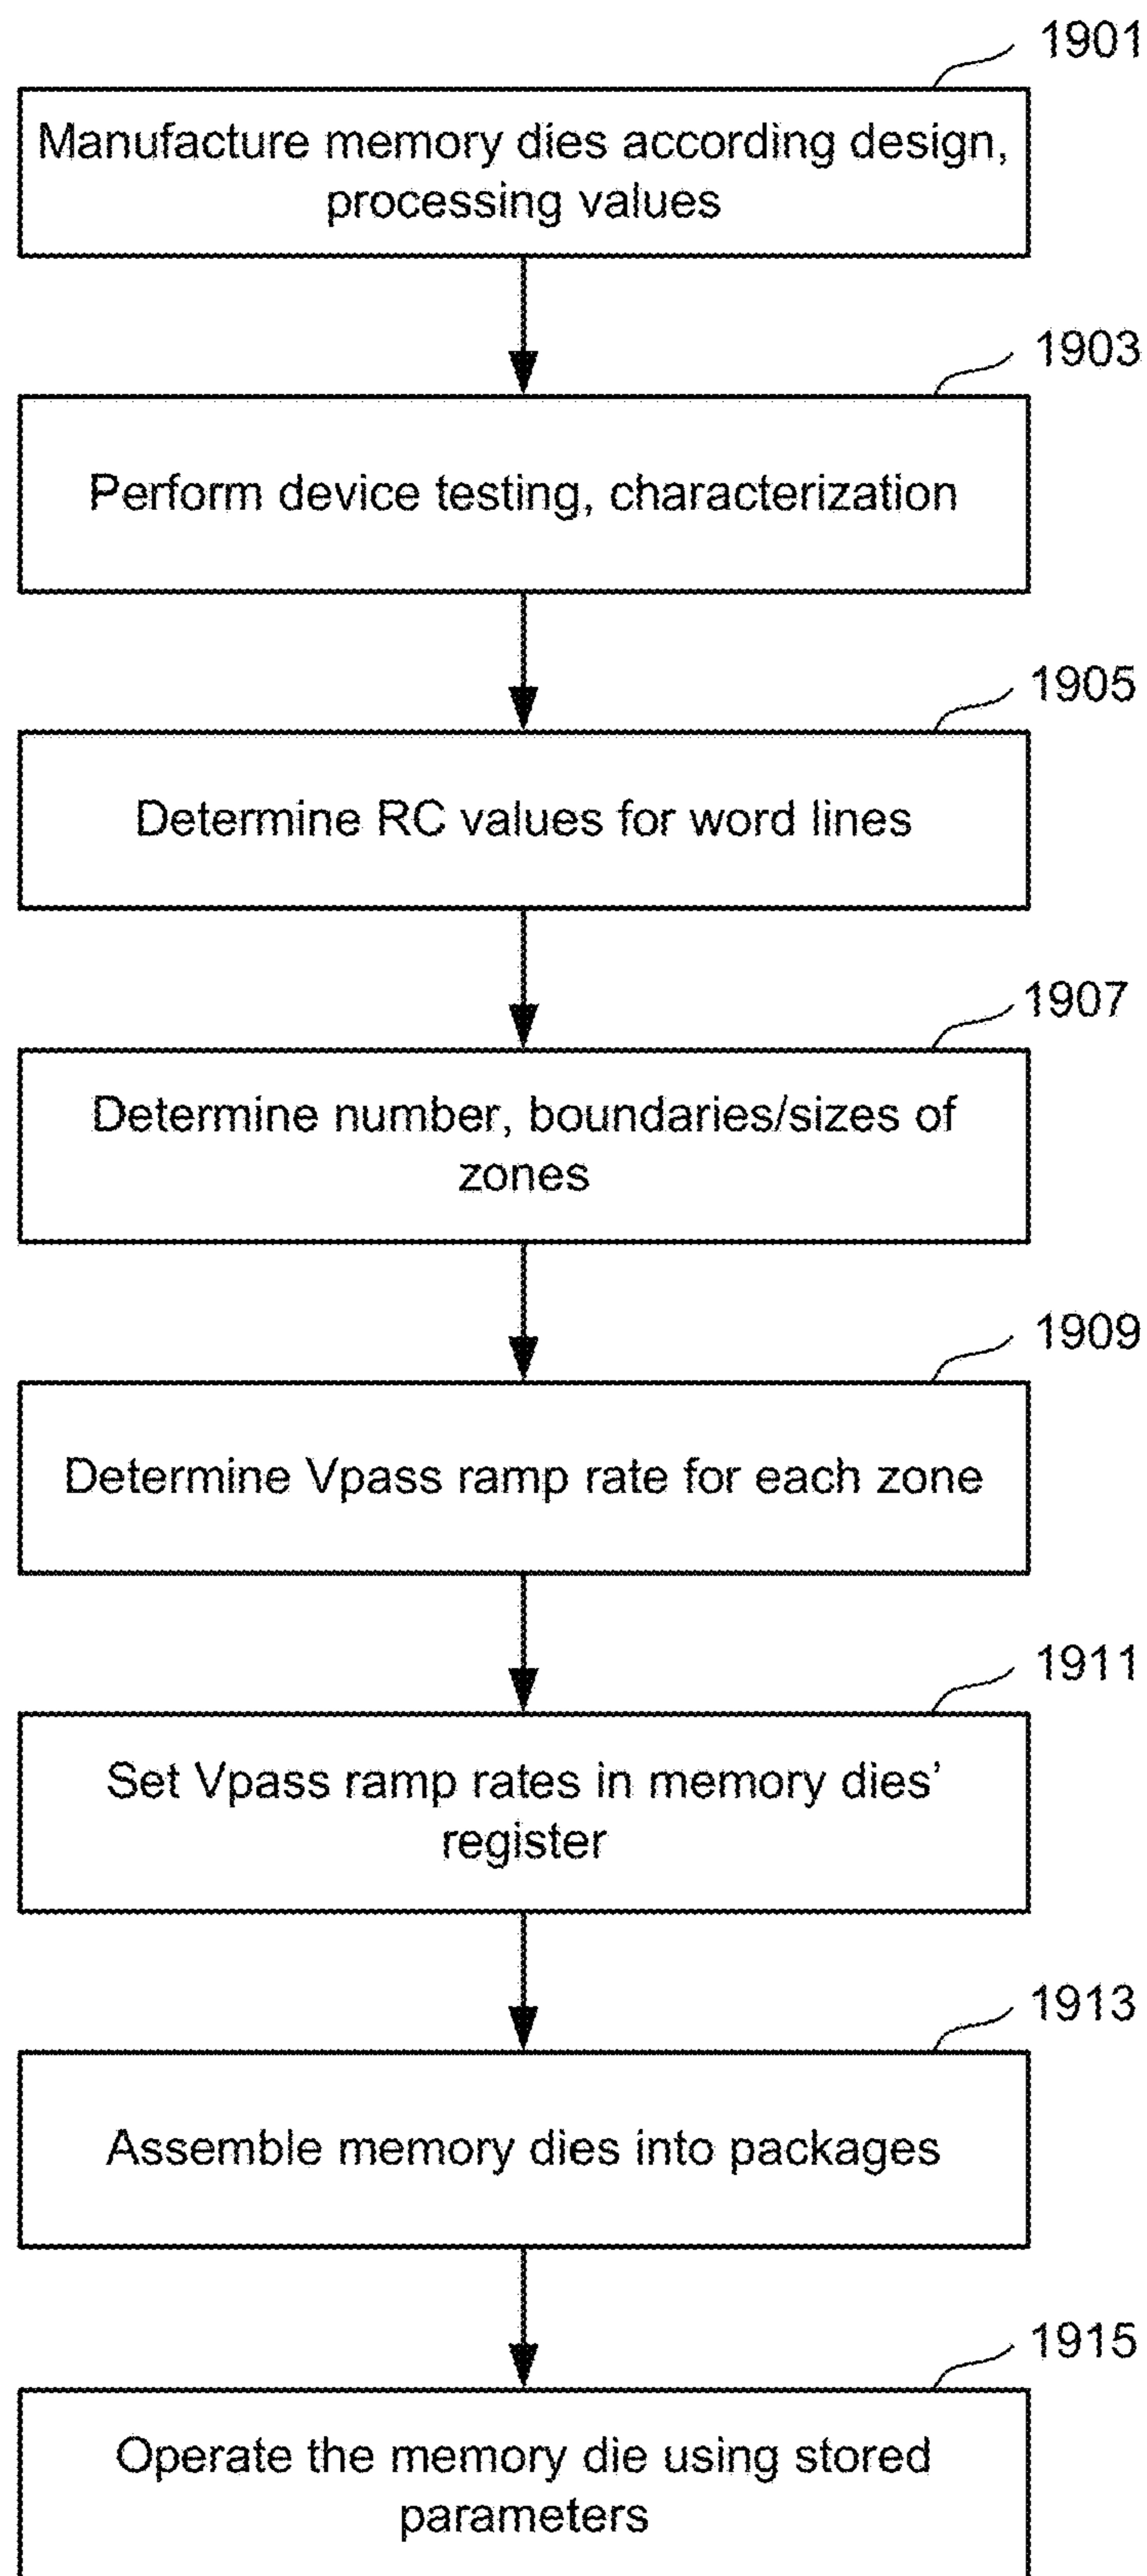 1901
Manufacture memory dies according design,
processing values
1903
Perform device testing, characterization
1905
Determine RC values for word lines
1907
Determine number, boundaries/sizes of
zones
1909
Determine Vpass ramp rate for each zone
1911
Set Vpass ramp rates in memory dies’
register
1913
Assemble memory dies into packages
1915
Operate the memory die using stored
parameters